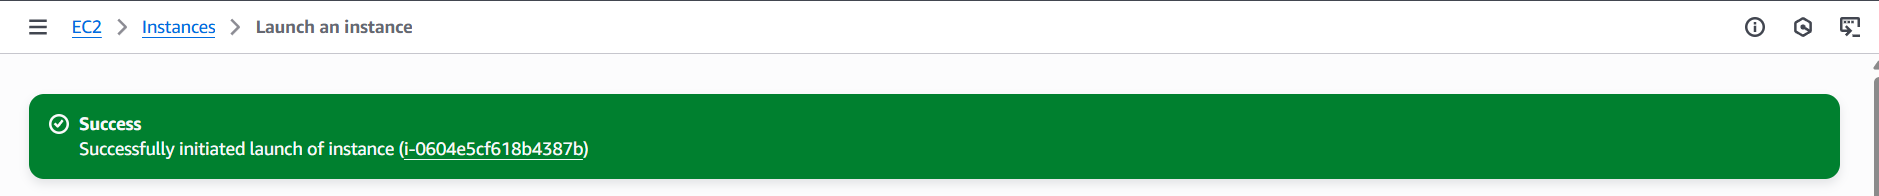 EC2 > Instances > Launch an instance
Success
Successfully initiated launch of instance (i-0604e5cf618b4387b)